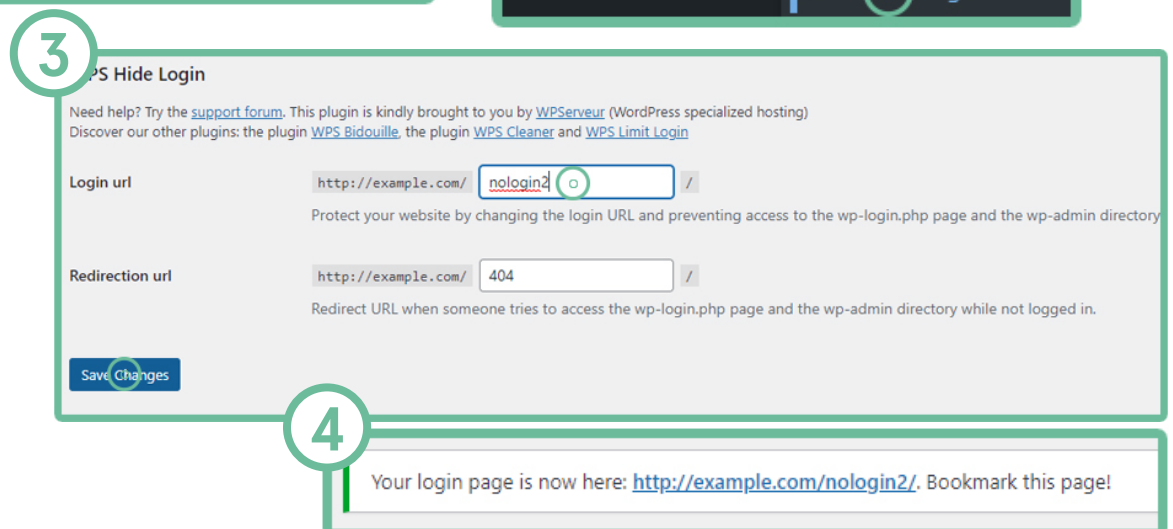 3
PS Hide Login
Need help? Try the support forum. This plugin is kindly brought to you by WPServeur (WordPress specialized hosting)
Discover our other plugins: the plugin WPS Bidouille, the plugin WPS Cleaner and WPS Limit Login
Login url http://example.com/ nologin2 /
Protect your website by changing the login URL and preventing access to the wp-login.php page and the wp-admin directory
Redirection url http://example.com/ 404 /
Redirect URL when someone tries to access the wp-login.php page and the wp-admin directory while not logged in.
Save Changes
4
Your login page is now here: http://example.com/nologin2/. Bookmark this page!